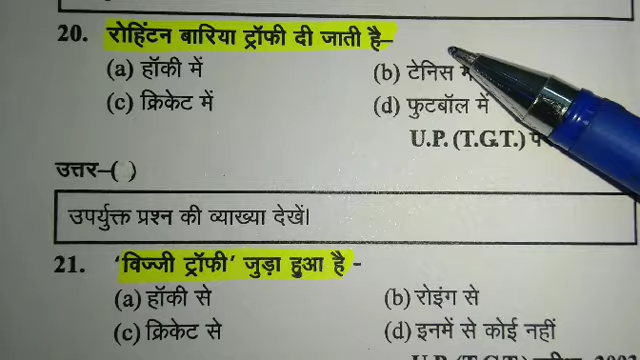 20. रोहिंटन बारिया ट्रॉफी दी जाती है–
(a) हॉकी में (b) टेनिस
(c) क्रिकेट में (d) फुटबॉल में
U.P. (T.G.T.)
उत्तर–( )
उपर्युक्त प्रश्न की व्याख्या देखें।
21. 'विज्जी ट्रॉफी' जुड़ा हुआ है -
(a) हॉकी से (b) रोइंग से
(c) क्रिकेट से (d) इनमें से कोई नहीं